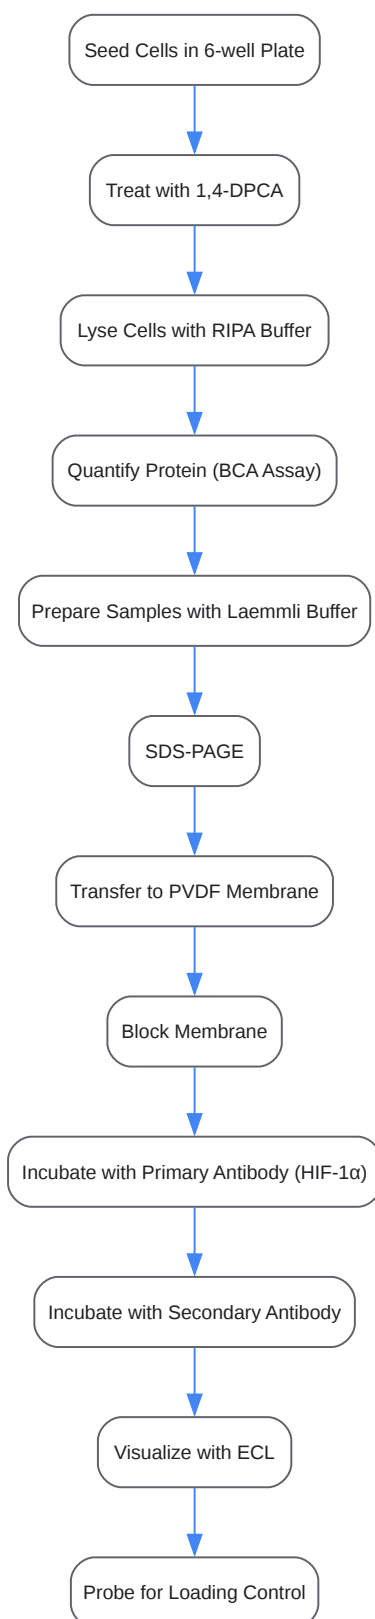 Seed Cells in 6-well Plate
Treat with 1,4-DPCA
Lyse Cells with RIPA Buffer
Quantify Protein (BCA Assay)
Prepare Samples with Laemmli Buffer
SDS-PAGE
Transfer to PVDF Membrane
Block Membrane
Incubate with Primary Antibody (HIF-1α)
Incubate with Secondary Antibody
Visualize with ECL
Probe for Loading Control